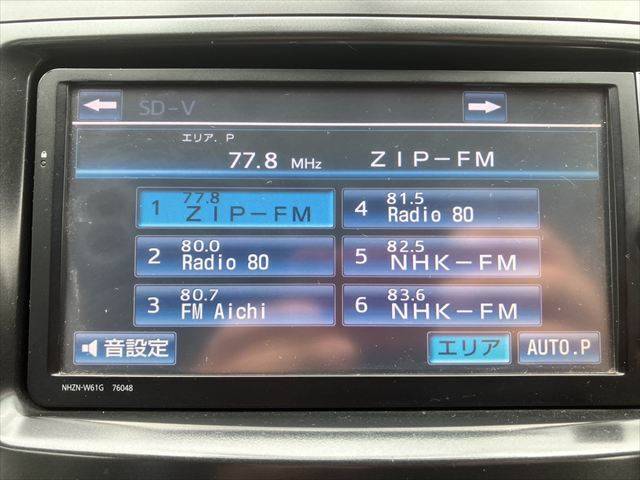 SD-V
エリア. P
77.8 MHz ZIP-FM
1 77.8 ZIP-FM
4 81.5 Radio 80
2 80.0 Radio 80
5 82.5 NHK-FM
3 80.7 FM Aichi
6 83.6 NHK-FM
音設定
エリア
AUTO.P
NHZN-W61G 76048